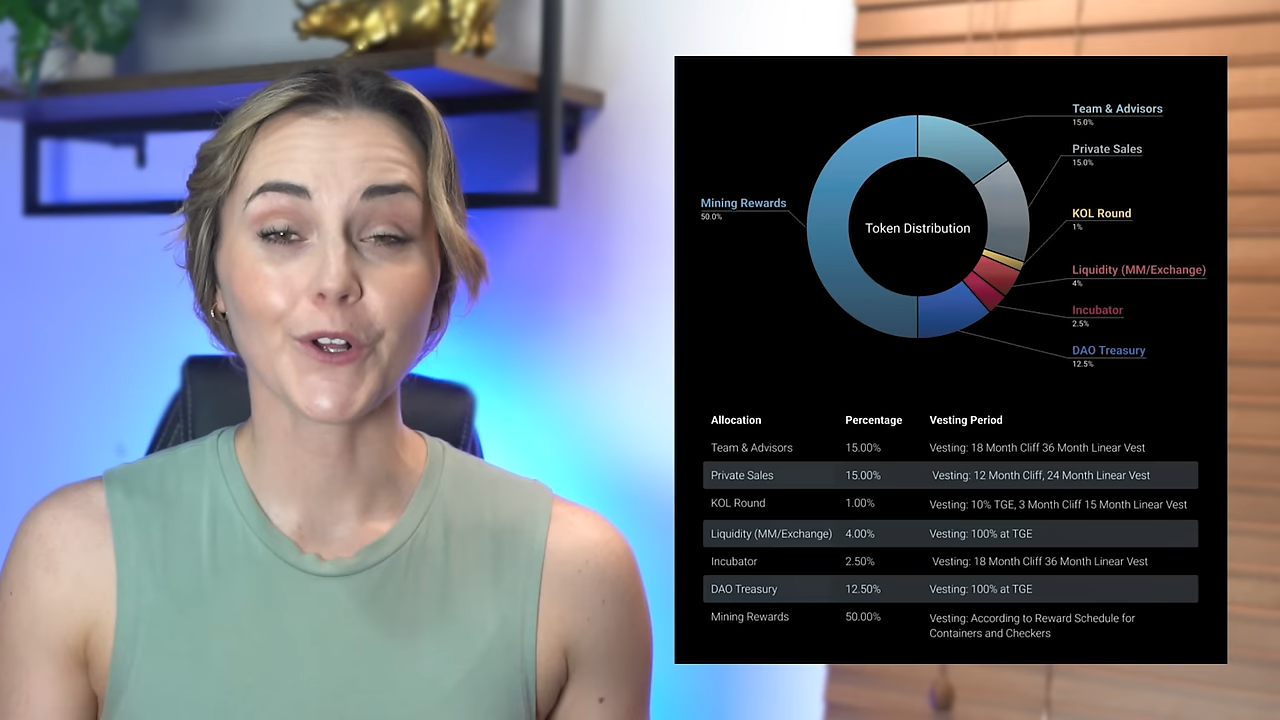 Team & Advisors
15.0%
Private Sales
15.0%
Mining Rewards
50.0%
KOL Round
1%
Token Distribution
Liquidity (MM/Exchange)
4%
Incubator
2.5%
DAO Treasury
12.5%
Allocation Percentage Vesting Period
Team & Advisors 15.00% Vesting: 18 Month Cliff 36 Month Linear Vest
Private Sales 15.00% Vesting: 12 Month Cliff, 24 Month Linear Vest
KOL Round 1.00% Vesting: 10% TGE, 3 Month Cliff 15 Month Linear Vest
Liquidity (MM/Exchange) 4.00% Vesting: 100% at TGE
Incubator 2.50% Vesting: 18 Month Cliff 36 Month Linear Vest
DAO Treasury 12.50% Vesting: 100% at TGE
Mining Rewards 50.00% Vesting: According to Reward Schedule for
Containers and Checkers